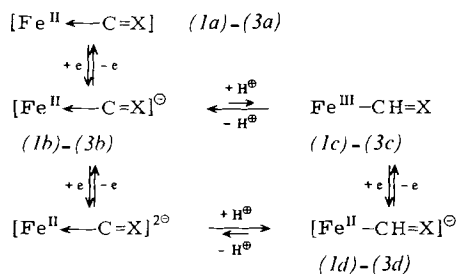 [Fe II ← C=X] (1a)–(3a)
+e −e
[Fe II ← C=X]⊖ + H⊕ − H⊕ Fe III — CH=X
(1b)–(3b) (1c)–(3c)
+e −e +e −e
[Fe II ← C=X]2⊖ + H⊕ − H⊕ [Fe II — CH=X]⊖
(1d)–(3d)